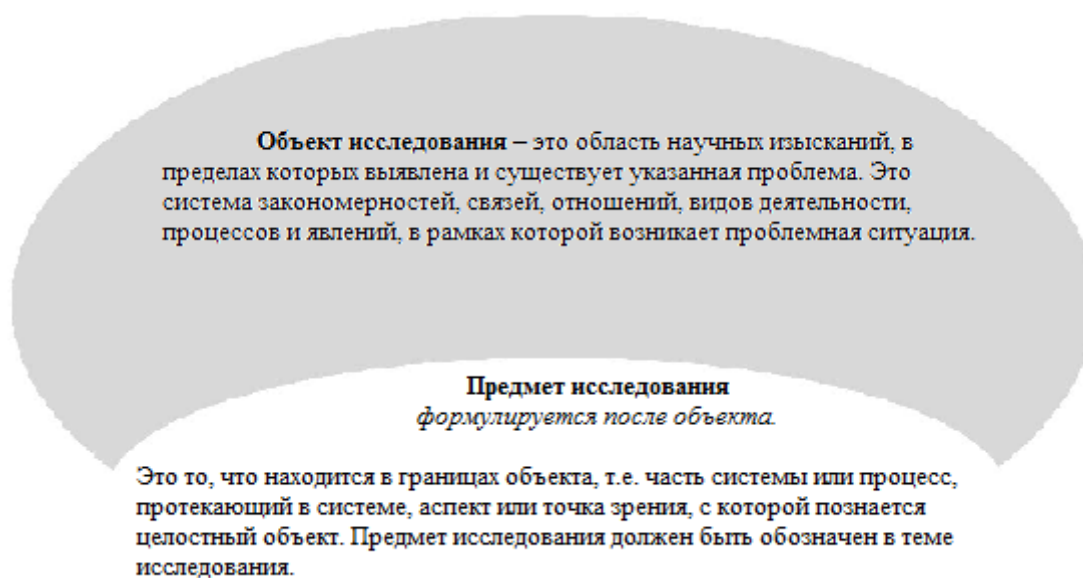 Объект исследования – это область научных изысканий, в
пределах которых выявлена и существует указанная проблема. Это
система закономерностей, связей, отношений, видов деятельности,
процессов и явлений, в рамках которой возникает проблемная ситуация.
Предмет исследования
формулируется после объекта.
Это то, что находится в границах объекта, т.е. часть системы или процесс,
протекающий в системе, аспект или точка зрения, с которой познается
целостный объект. Предмет исследования должен быть обозначен в теме
исследования.